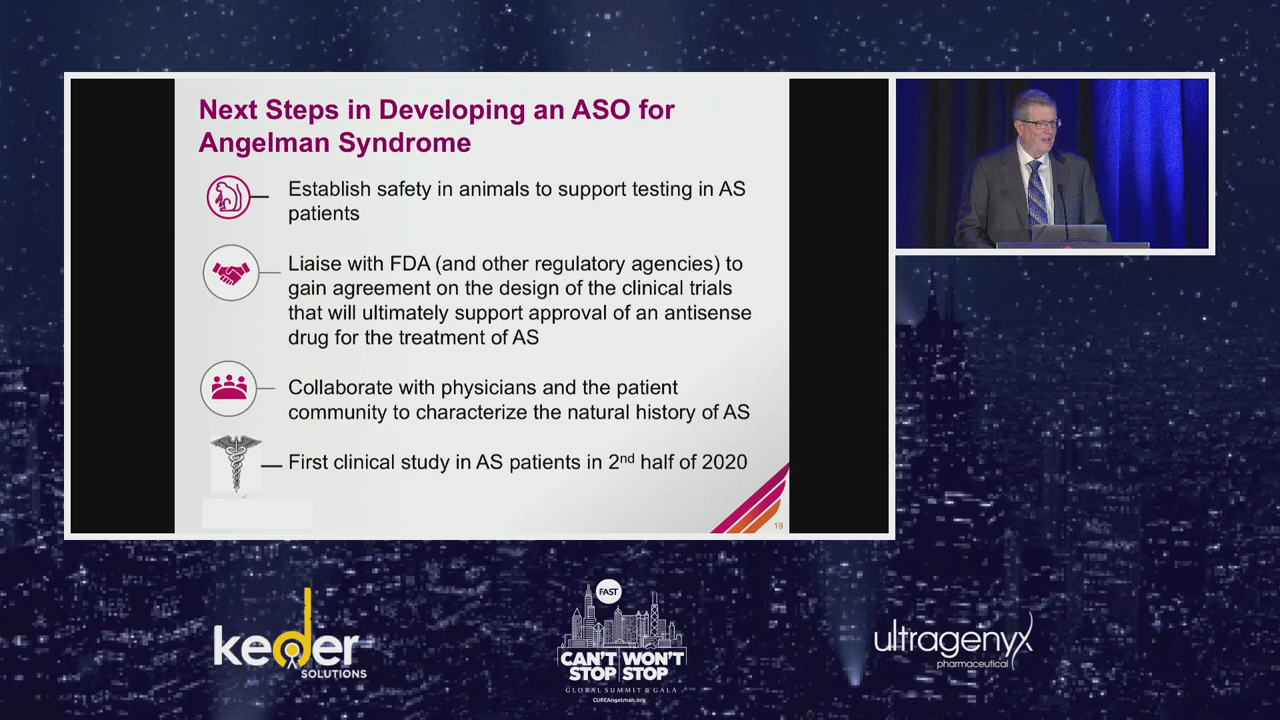 Next Steps in Developing an ASO for
Angelman Syndrome
Establish safety in animals to support testing in AS
patients
Liaise with FDA (and other regulatory agencies) to
gain agreement on the design of the clinical trials
that will ultimately support approval of an antisense
drug for the treatment of AS
Collaborate with physicians and the patient
community to characterize the natural history of AS
First clinical study in AS patients in 2nd half of 2020
19
keder
SOLUTIONS
FAST
CAN'T WON'T
STOP STOP
GLOBAL SUMMIT & GALA
CUREAngelman.org
ultragenyx
pharmaceutical